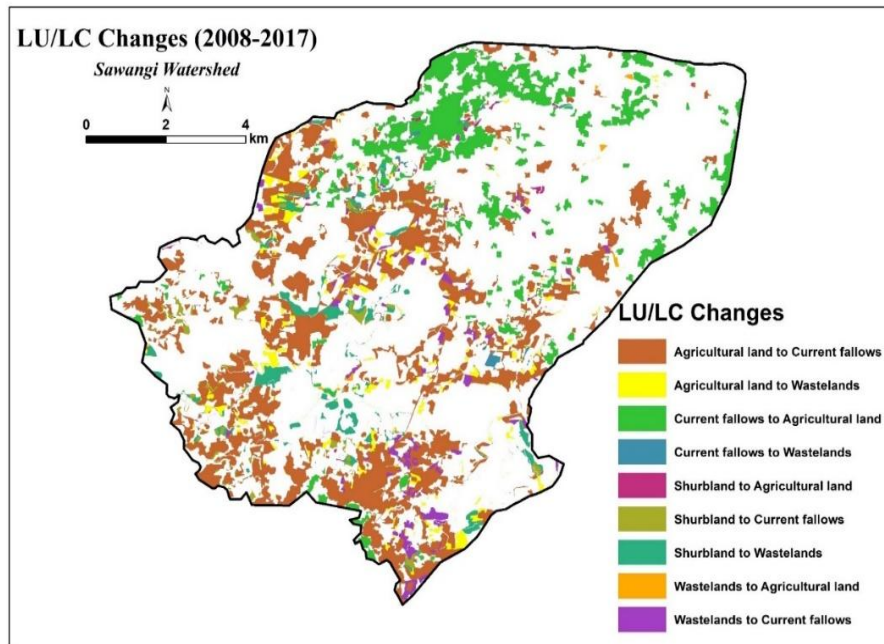 LU/LC Changes (2008-2017)
Sawangi Watershed
N
0 2 4
km
LU/LC Changes
Agricultural land to Current fallows
Agricultural land to Wastelands
Current fallows to Agricultural land
Current fallows to Wastelands
Shurbland to Agricultural land
Shurbland to Current fallows
Shurbland to Wastelands
Wastelands to Agricultural land
Wastelands to Current fallows